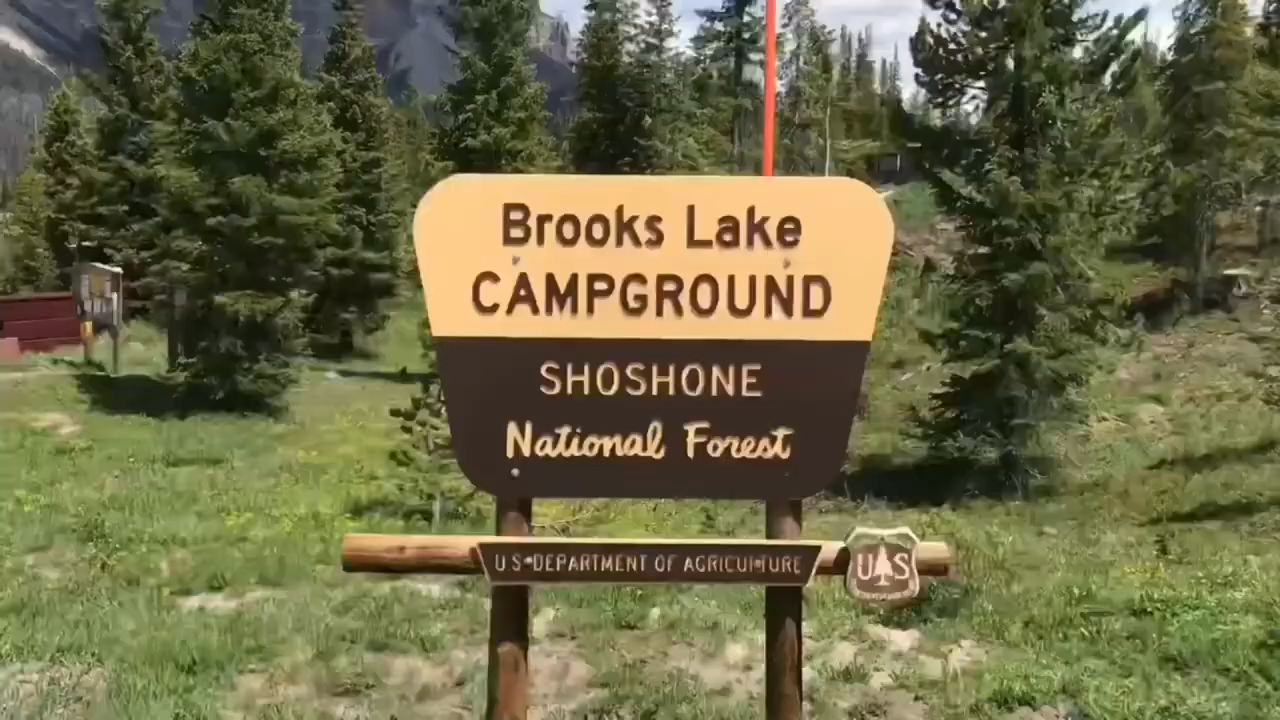 Brooks Lake
CAMPGROUND
SHOSHONE
National Forest
U S DEPARTMENT OF AGRICULTURE
U S